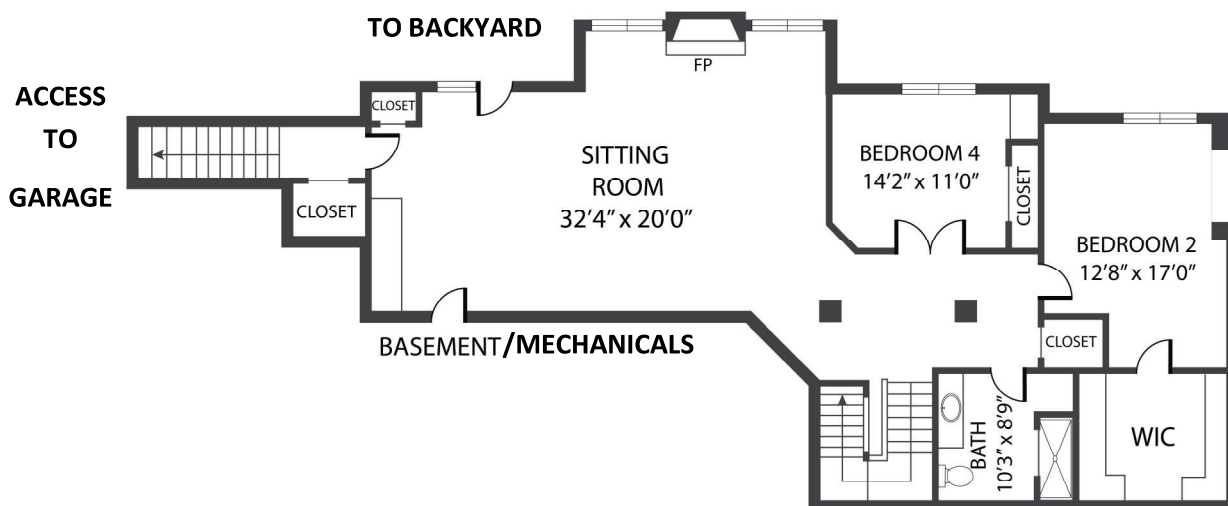 TO BACKYARD
FP
ACCESS
TO
GARAGE
CLOSET
CLOSET
SITTING
ROOM
32’4” x 20’0”
BEDROOM 4
14’2” x 11’0”
CLOSET
BEDROOM 2
12’8” x 17’0”
BASEMENT/MECHANICALS
CLOSET
BATH
10’3” x 8’9”
WIC